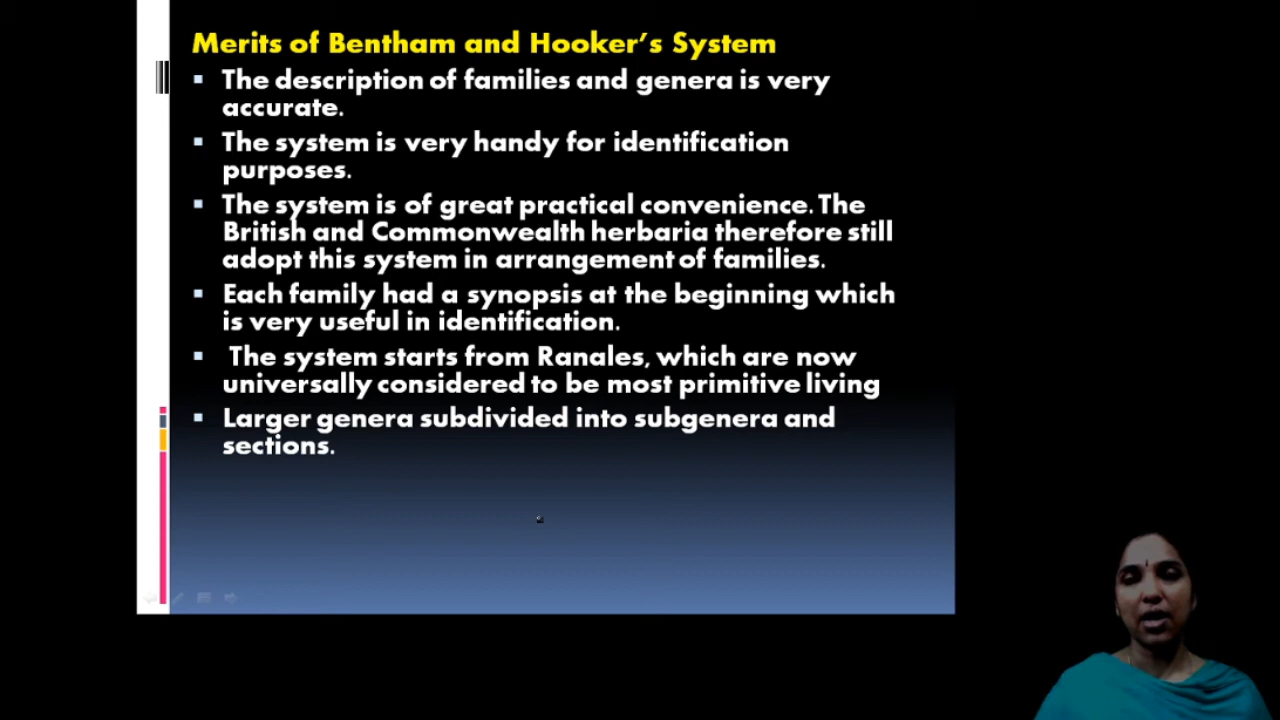 Merits of Bentham and Hooker's System
The description of families and genera is very
accurate.
The system is very handy for identification
purposes.
The system is of great practical convenience. The
British and Commonwealth herbaria therefore still
adopt this system in arrangement of families.
Each family had a synopsis at the beginning which
is very useful in identification.
The system starts from Ranales, which are now
universally considered to be most primitive living
Larger genera subdivided into subgenera and
sections.